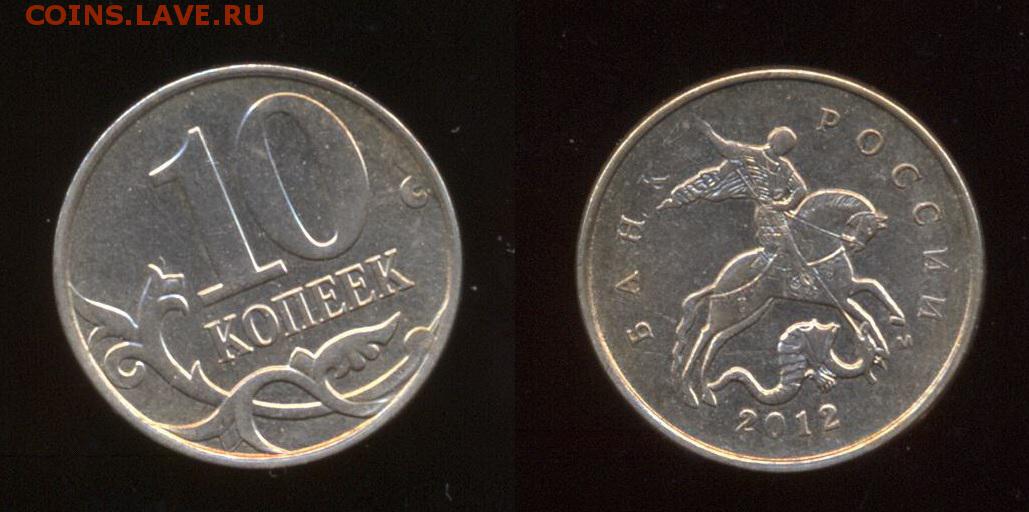 COINS.LAVE.RU
10
КОПЕЕК
БАНК РОССИИ
М
2012